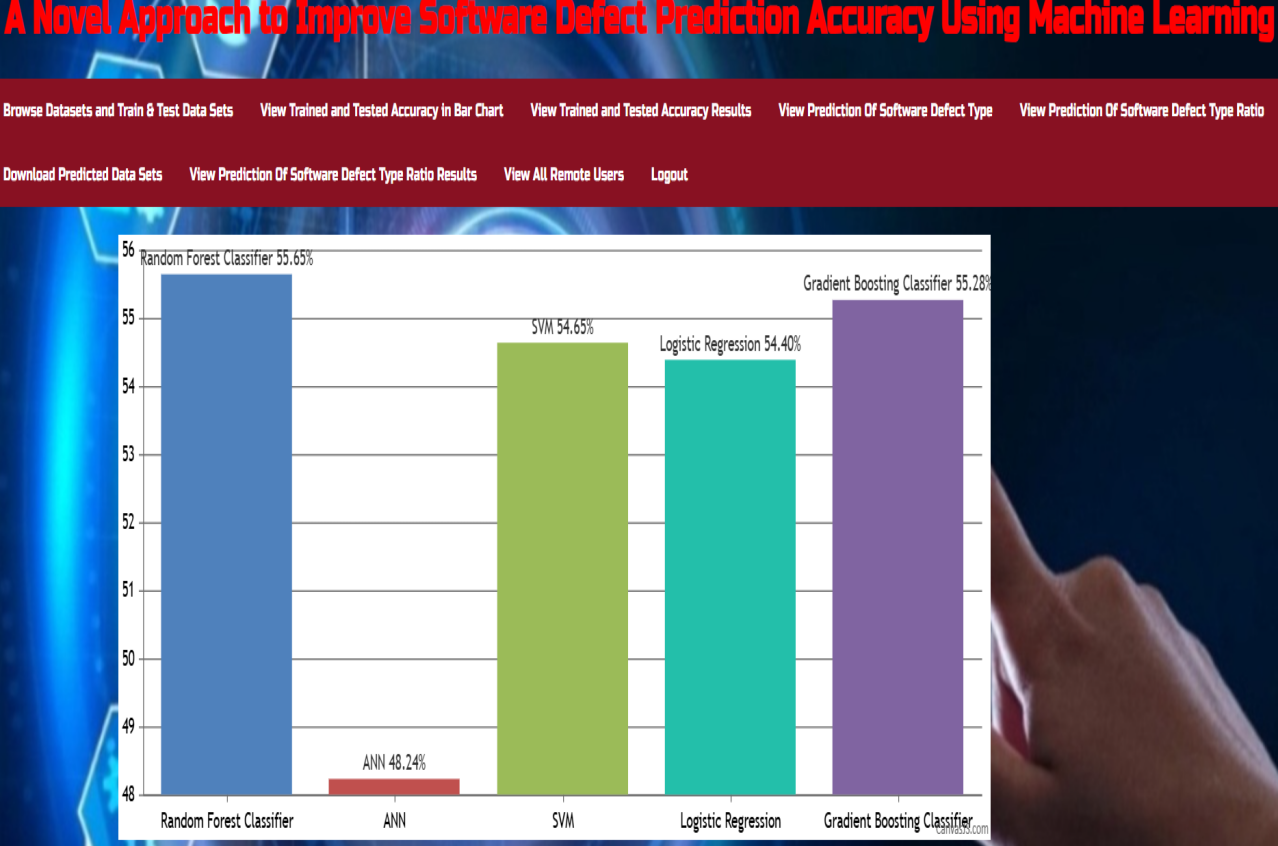 A Novel Approach to Improve Software Defect Prediction Accuracy Using Machine Learning
Browse Datasets and Train & Test Data Sets View Trained and Tested Accuracy in Bar Chart View Trained and Tested Accuracy Results View Prediction Of Software Defect Type View Prediction Of Software Defect Type Ratio
Download Predicted Data Sets View Prediction Of Software Defect Type Ratio Results View All Remote Users Logout
56
Random Forest Classifier 55.65%
Gradient Boosting Classifier 55.28%
55
SVM 54.65%
Logistic Regression 54.40%
54
53
52
51
50
49
ANN 48.24%
48
Random Forest Classifier ANN SVM Logistic Regression Gradient Boosting Classifier
CanvasJS.com